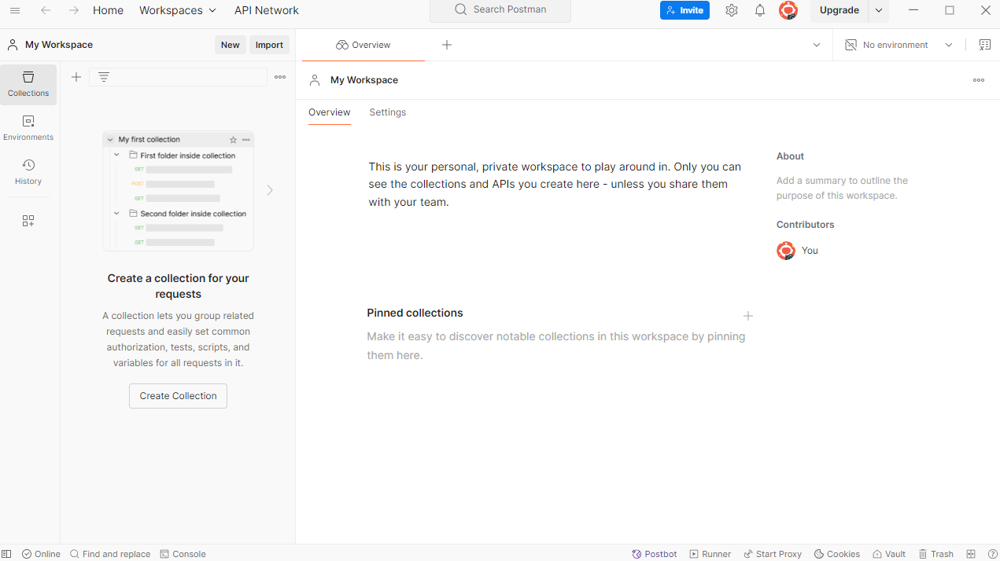 Home Workspaces API Network Search Postman Invite Upgrade
My Workspace New Import Overview No environment
Collections
Environments
History
My first collection
First folder inside collection
GET
POST
GET
Second folder inside collection
GET
GET
Create a collection for your
requests
A collection lets you group related
requests and easily set common
authorization, tests, scripts, and
variables for all requests in it.
Create Collection
My Workspace
Overview Settings
This is your personal, private workspace to play around in. Only you can
see the collections and APIs you create here - unless you share them
with your team.
Pinned collections
Make it easy to discover notable collections in this workspace by pinning
them here.
About
Add a summary to outline the
purpose of this workspace.
Contributors
You
Online Find and replace Console Postbot Runner Start Proxy Cookies Vault Trash